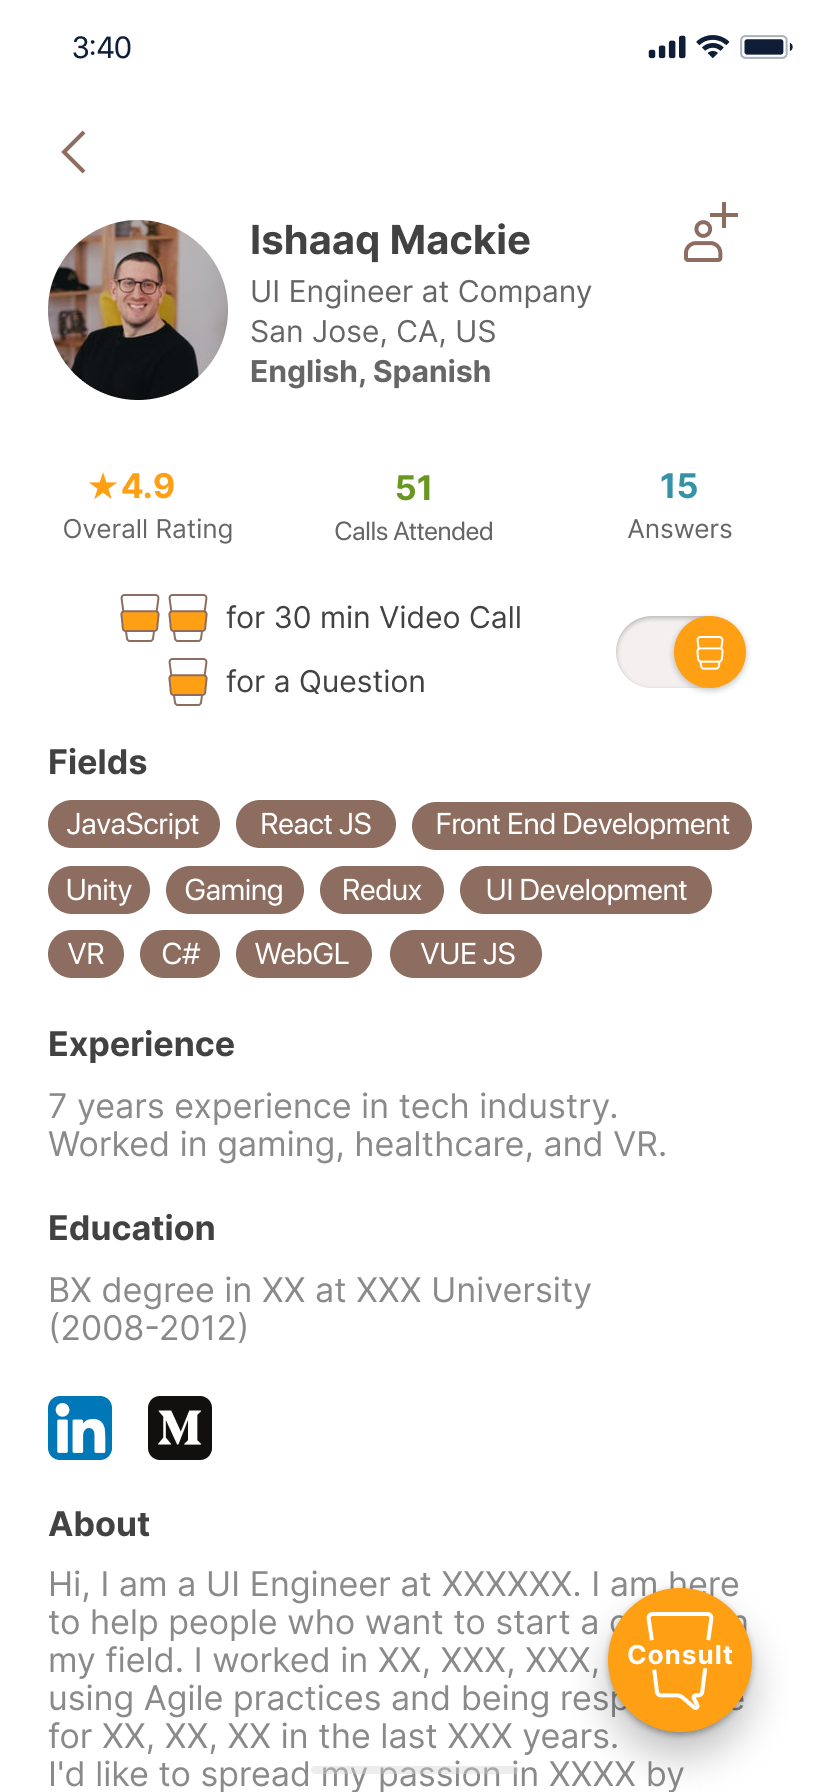 3:40
Ishaaq Mackie
UI Engineer at Company
San Jose, CA, US
English, Spanish
★4.9
51
15
Overall Rating
Calls Attended
Answers
for 30 min Video Call
for a Question
Fields
JavaScript
React JS
Front End Development
Unity
Gaming
Redux
UI Development
VR
C#
WebGL
VUE JS
Experience
7 years experience in tech industry.
Worked in gaming, healthcare, and VR.
Education
BX degree in XX at XXX University
(2008-2012)
in
M
About
Hi, I am a UI Engineer at XXXXXX. I am here
to help people who want to start a
my field. I worked in XX, XXX, XXX,
using Agile practices and being
for XX, XX, XX in the last XXX years.
I'd like to spread my passion in XXXX by
Consult